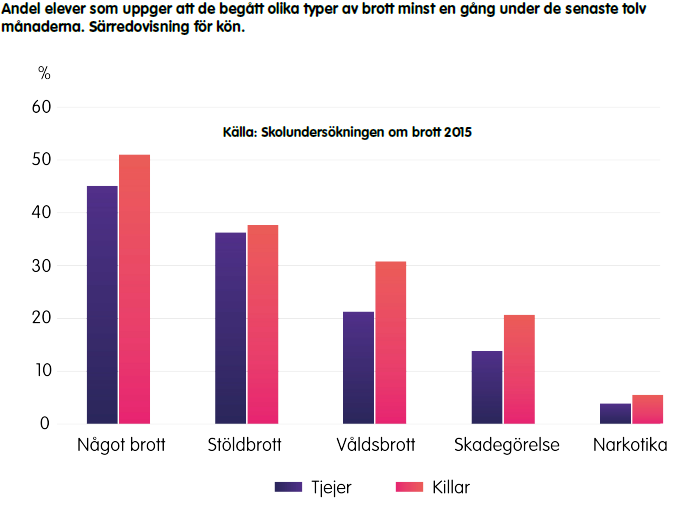 Andel elever som uppger att de begått olika typer av brott minst en gång under de senaste tolv
månaderna. Särredovisning för kön.
%
60
Källa: Skolundersökningen om brott 2015
50
40
30
20
10
0
Något brott Stöldbrott Våldsbrott Skadegörelse Narkotika
Tjejer Killar